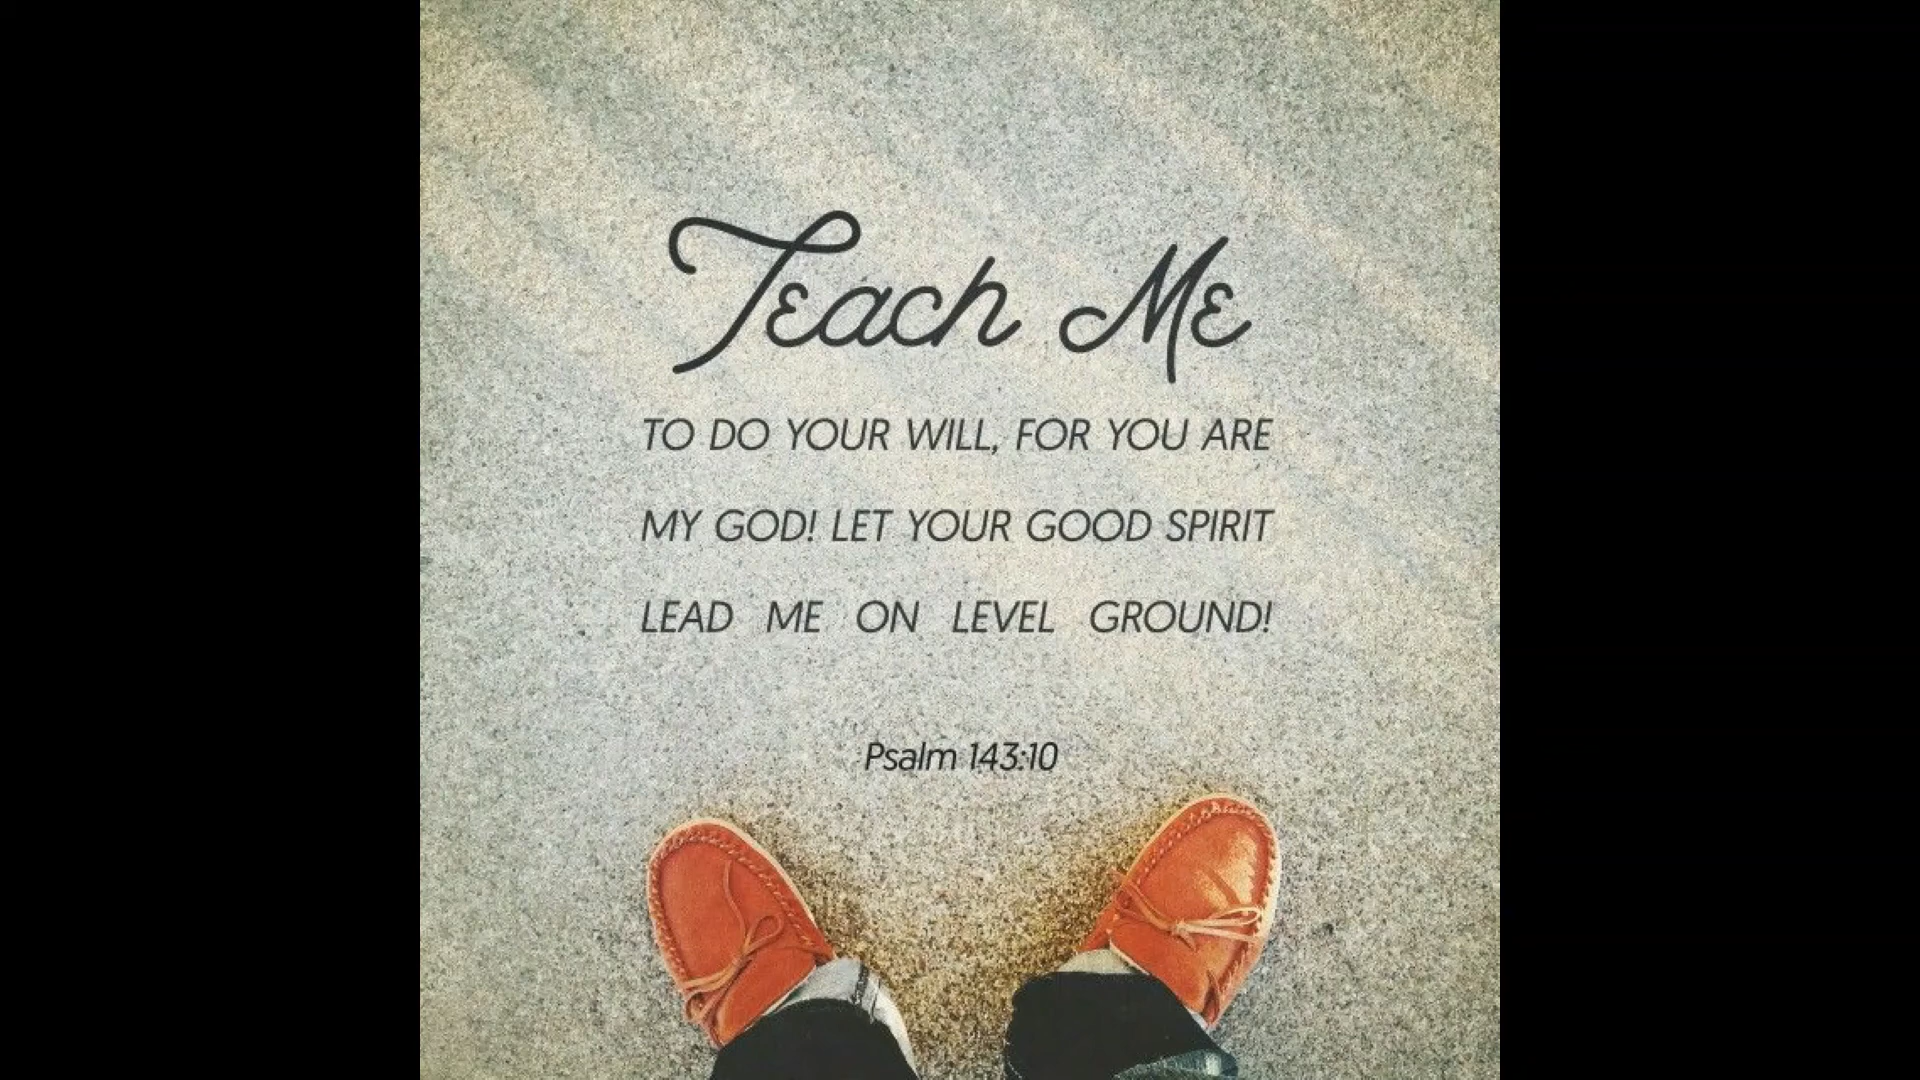 Teach Me
TO DO YOUR WILL, FOR YOU ARE
MY GOD! LET YOUR GOOD SPIRIT
LEAD ME ON LEVEL GROUND!
Psalm 143:10